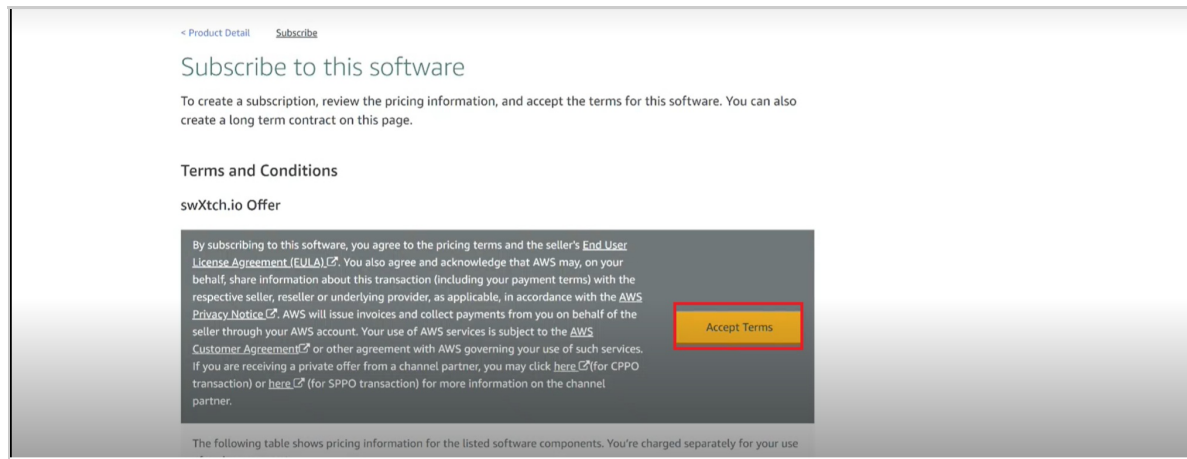 < Product Detail Subscribe
Subscribe to this software
To create a subscription, review the pricing information, and accept the terms for this software. You can also
create a long term contract on this page.
Terms and Conditions
swXtch.io Offer
By subscribing to this software, you agree to the pricing terms and the seller's End User
License Agreement (EULA). You also agree and acknowledge that AWS may, on your
behalf, share information about this transaction (including your payment terms) with the
respective seller, reseller or underlying provider, as applicable, in accordance with the AWS
Privacy Notice. AWS will issue invoices and collect payments from you on behalf of the
seller through your AWS account. Your use of AWS services is subject to the AWS
Customer Agreement or other agreement with AWS governing your use of such services.
If you are receiving a private offer from a channel partner, you may click here (for CPPO
transaction) or here (for SPPO transaction) for more information on the channel
partner.
Accept Terms
The following table shows pricing information for the listed software components. You're charged separately for your use